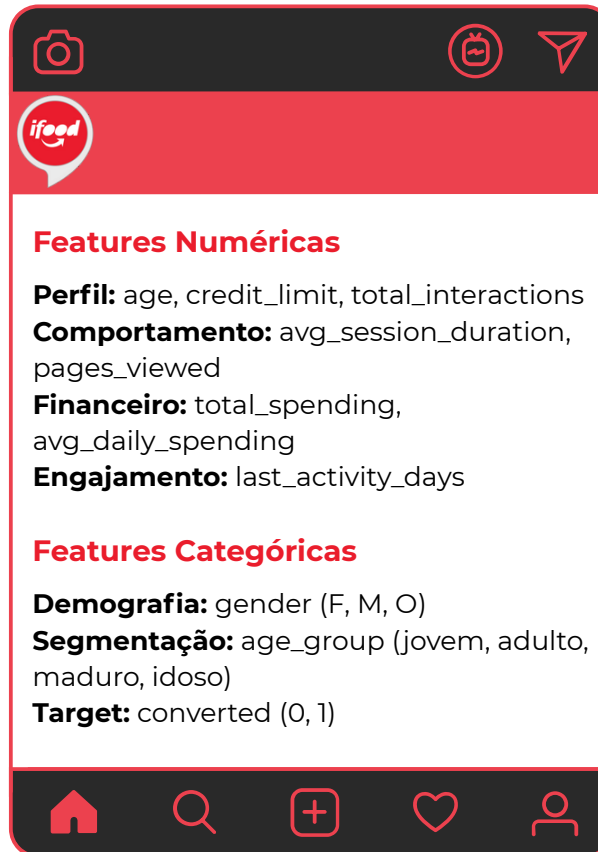 ifood
Features Numéricas
Perfil: age, credit_limit, total_interactions
Comportamento: avg_session_duration,
pages_viewed
Financeiro: total_spending,
avg_daily_spending
Engajamento: last_activity_days
Features Categóricas
Demografia: gender (F, M, O)
Segmentação: age_group (jovem, adulto,
maduro, idoso)
Target: converted (0, 1)